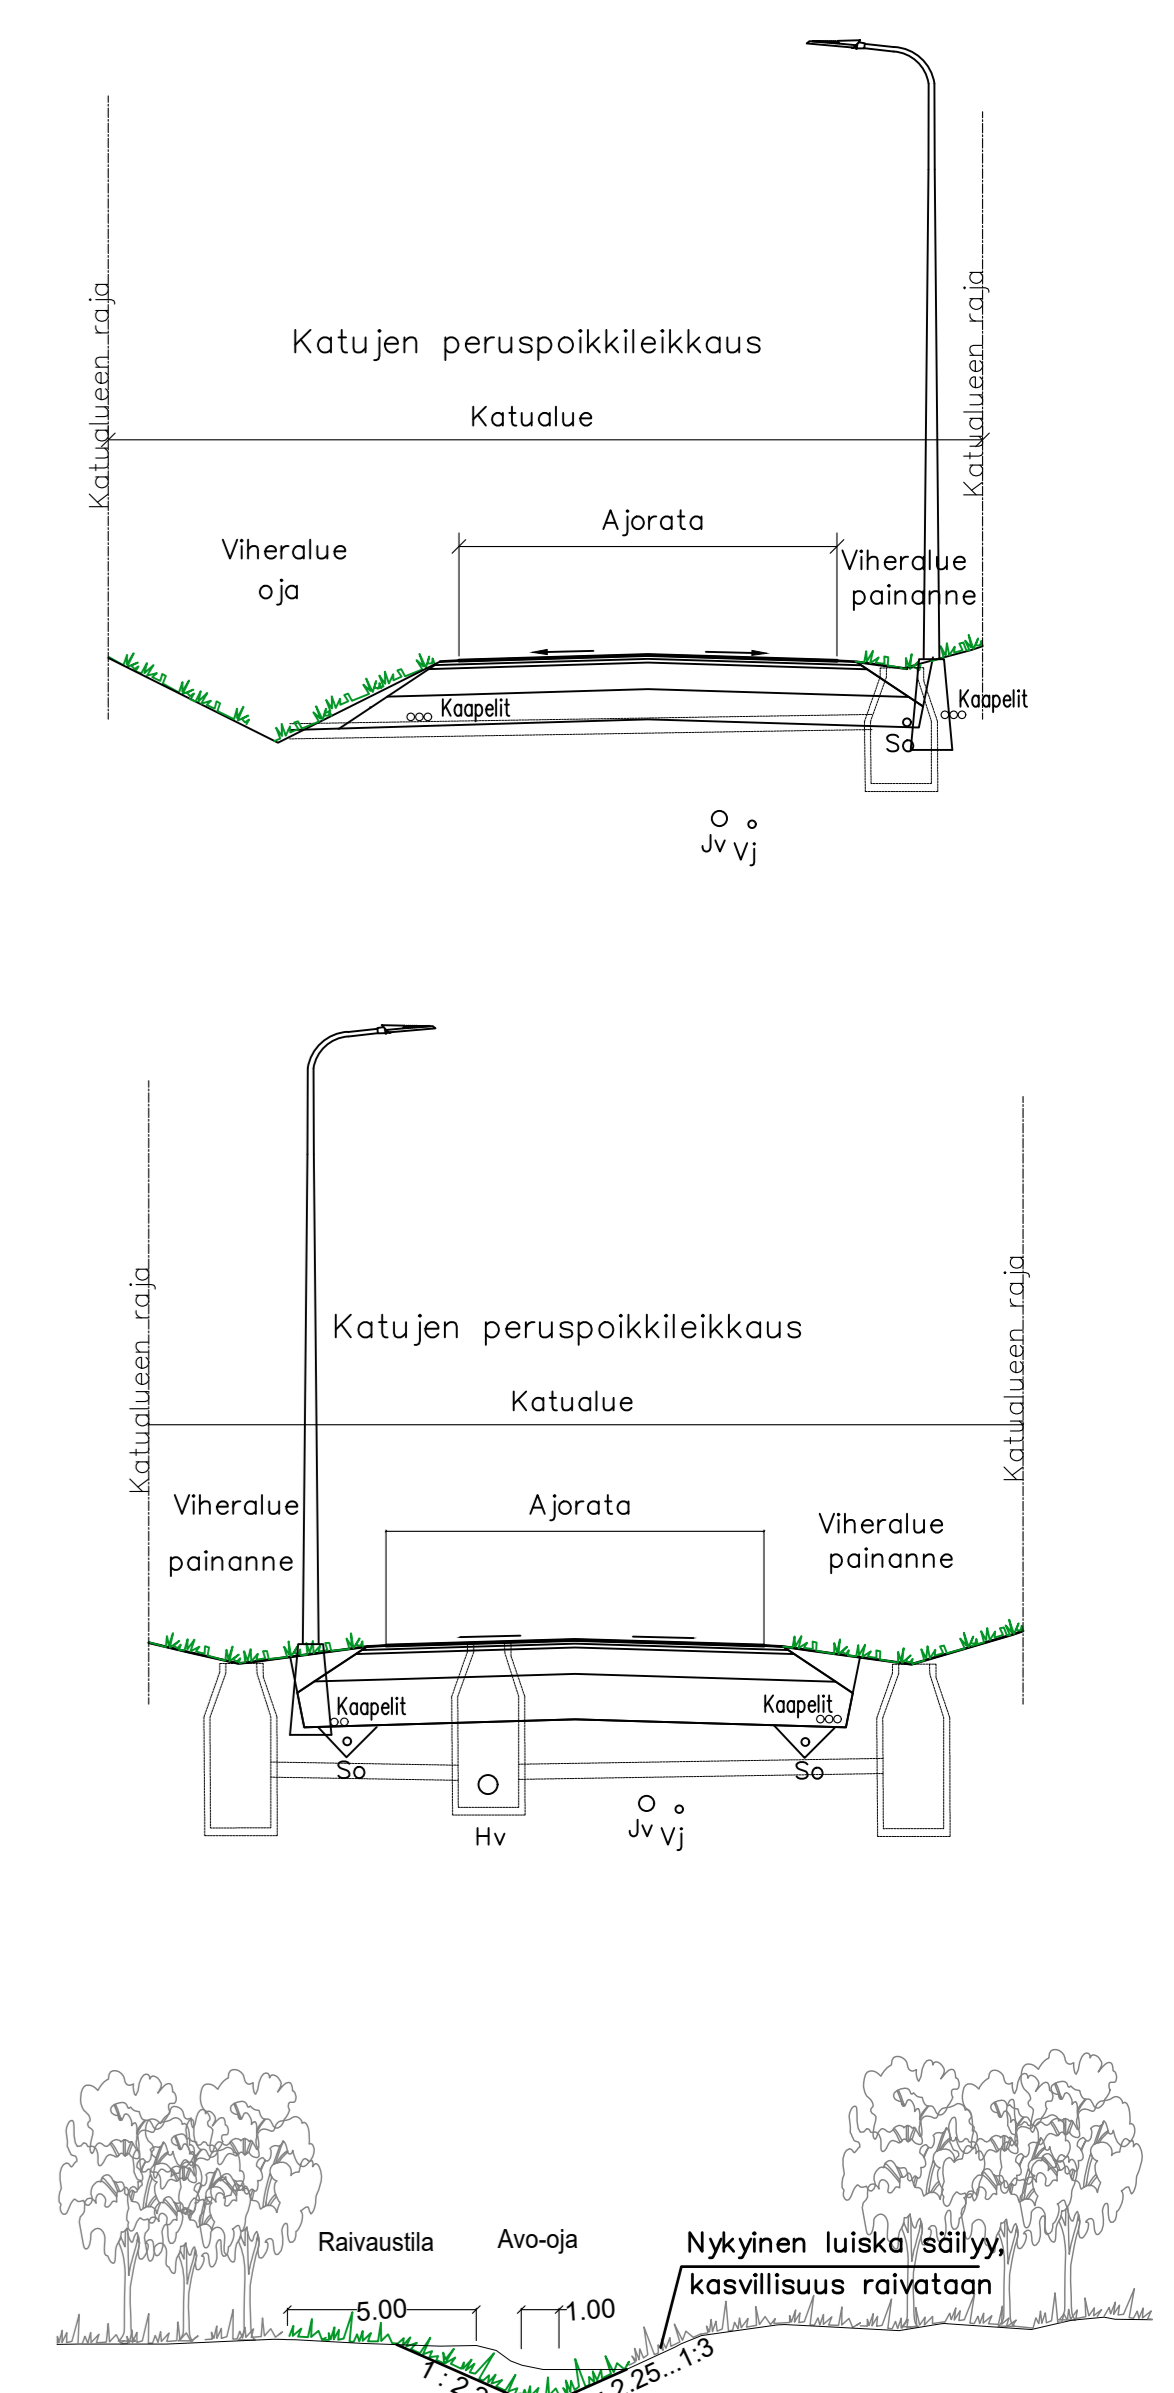 Katualueen raja
Katualueen raja
Katujen peruspoikkileikkaus
Katualue
Ajorata
Viheralue
oja
Viheralue
painanne
Kaapelit
Kaapelit
So
Jv Vj
Katualueen raja
Katualueen raja
Katujen peruspoikkileikkaus
Katualue
Viheralue
painanne
Ajorata
Viheralue
painanne
Kaapelit
Kaapelit
So
So
Hv
Jv Vj
Raivaustila
Avo-oja
Nykyinen luiska säilyy,
kasvillisuus raivataan
5.00
1.00
2.25...1:3